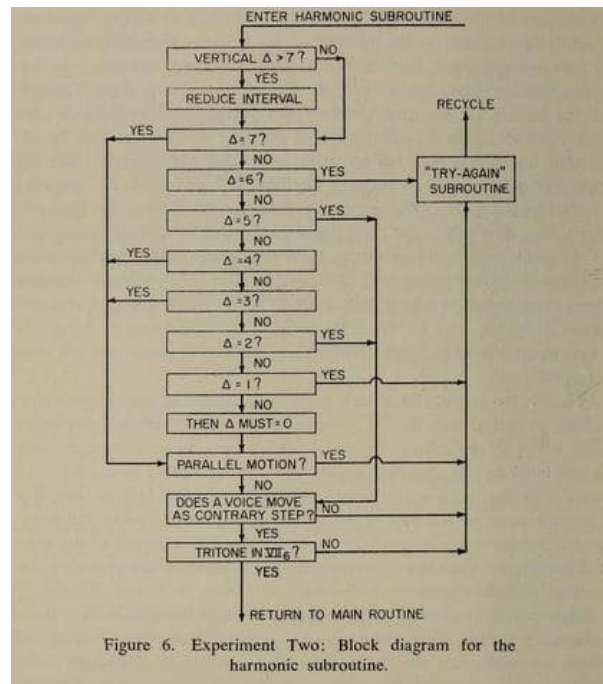 ENTER HARMONIC SUBROUTINE
VERTICAL Δ > 7?
NO
YES
REDUCE INTERVAL
RECYCLE
YES
Δ=7?
NO
Δ=6?
YES
"TRY-AGAIN"
SUBROUTINE
NO
Δ=5?
YES
NO
YES
Δ=4?
NO
YES
Δ=3?
NO
Δ=2?
YES
NO
Δ=1?
YES
NO
THEN Δ MUST=0
PARALLEL MOTION?
YES
NO
DOES A VOICE MOVE
AS CONTRARY STEP?
NO
YES
TRITONE IN VII6?
NO
YES
RETURN TO MAIN ROUTINE
Figure 6. Experiment Two: Block diagram for the
harmonic subroutine.